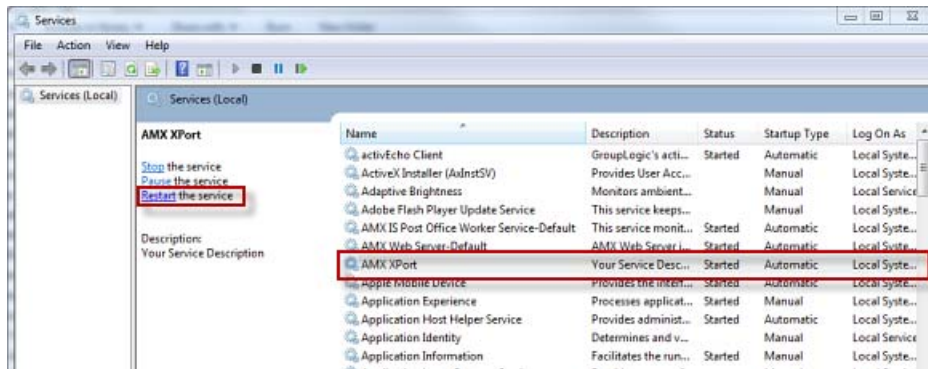 Services
File Action View Help
Services (Local)
Services (Local)
AMX XPort
Stop the service
Pause the service
Restart the service
Description:
Your Service Description
Name Description Status Startup Type Log On As
activEcho Client GroupLogic's acti... Started Automatic Local Syste...
ActiveX Installer (AxInstSV) Provides User Acc... Manual Local Syste...
Adaptive Brightness Monitors ambient... Manual Local Service
Adobe Flash Player Update Service This service keeps... Manual Local Syste...
AMX IS Post Office Worker Service-Default This service monit... Started Automatic Local Syste...
AMX Web Server-Default AMX Web Server i... Started Automatic Local Syste...
AMX XPort Your Service Desc... Started Automatic Local Syste...
Apple Mobile Device Provides the interf... Started Automatic Local Syste...
Application Experience Processes applicat... Started Manual Local Syste...
Application Host Helper Service Provides administ... Started Automatic Local Syste...
Application Identity Determines and v... Manual Local Service
Application Information Facilitates the run... Started Manual Local Syste...